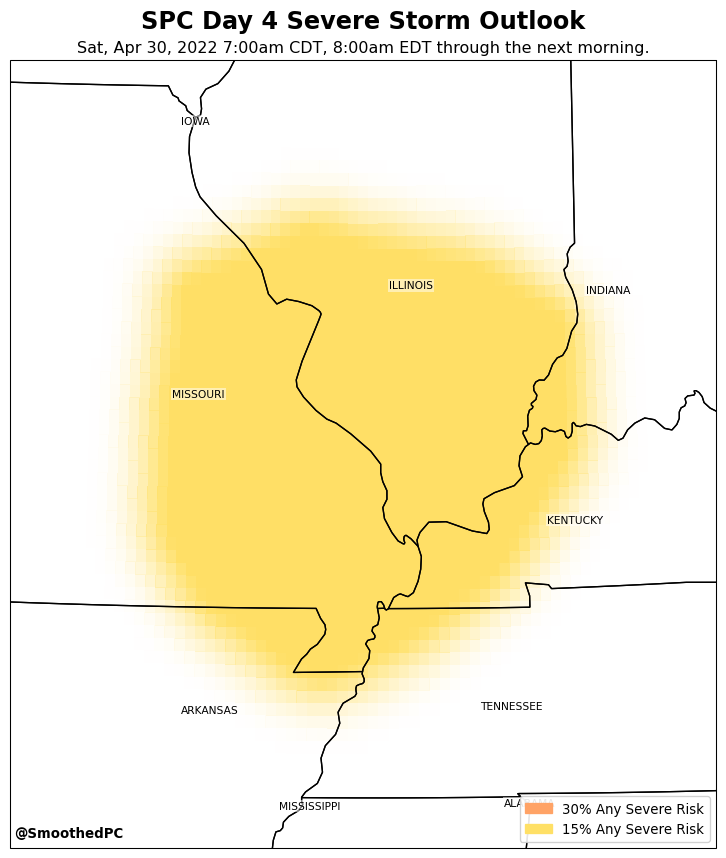 SPC Day 4 Severe Storm Outlook
Sat, Apr 30, 2022 7:00am CDT, 8:00am EDT through the next morning.
IOWA
ILLINOIS
INDIANA
MISSOURI
KENTUCKY
TENNESSEE
ARKANSAS
MISSISSIPPI
ALABAMA
30% Any Severe Risk
15% Any Severe Risk
@SmoothedPC